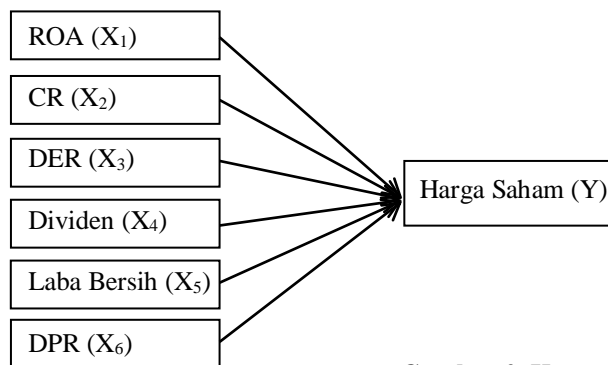 ROA (X₁)
CR (X₂)
DER (X₃)
Harga Saham (Y)
Dividen (X₄)
Laba Bersih (X₅)
DPR (X₆)